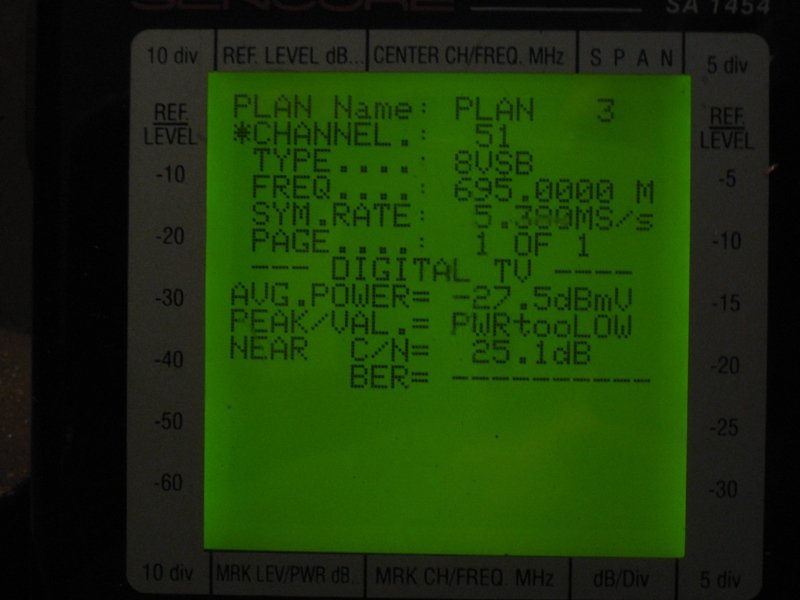 SENCORE SA 1454
10 div REF. LEVEL dB... CENTER CH/FREQ. MHz SPAN 5 div
REF. LEVEL
-10
-20
-30
-40
-50
-60
PLAN Name: PLAN 3
*CHANNEL.: 51
TYPE....: 8VSB
FREQ....: 695.0000 M
SYM.RATE: 5.380MS/s
PAGE....: 1 OF 1
--- DIGITAL TV ----
AVG.POWER= -27.5dBmV
PEAK/VAL.= PWRtooLOW
NEAR C/N= 25.1dB
BER= ----------
REF. LEVEL
-5
-10
-15
-20
-25
-30
10 div MRK LEV/PWR dB.. MRK CH/FREQ. MHz dB/Div 5 div